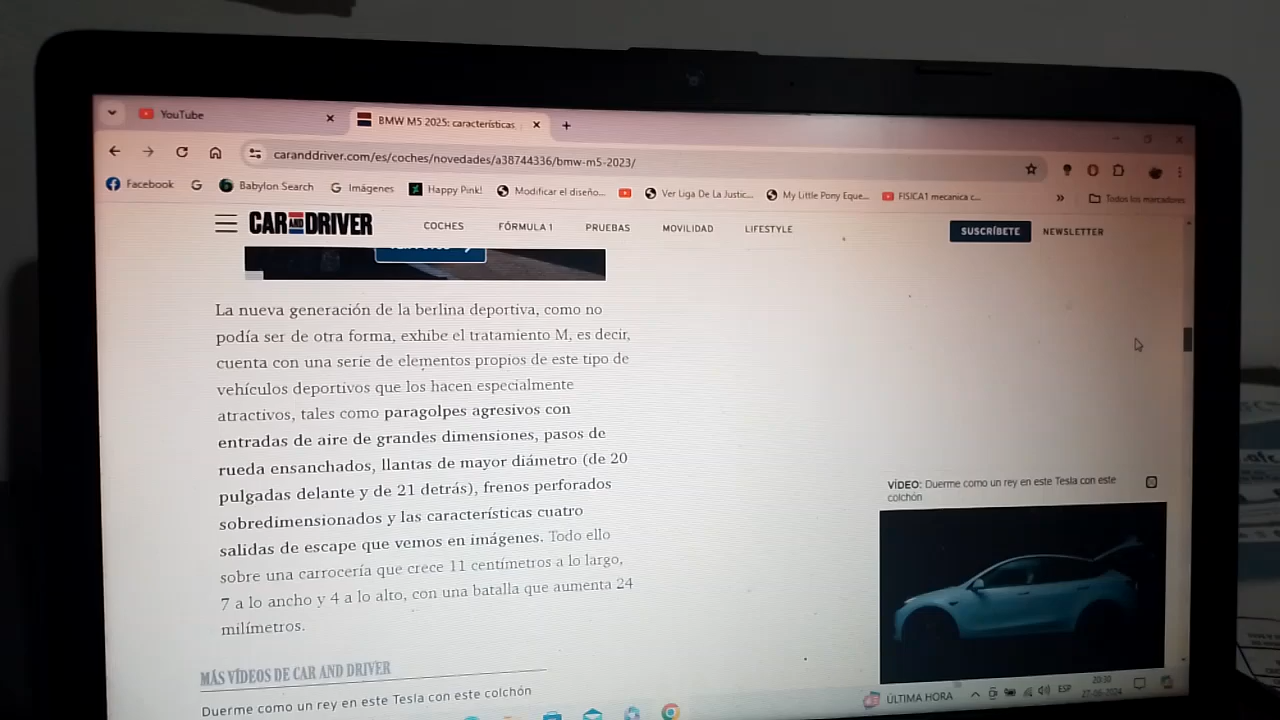 YouTube
BMW M5 2025: características
caranddriver.com/es/coches/novedades/a38744336/bmw-m5-2023/
Facebook
Babylon Search
Imágenes
Happy Pink!
Modificar el diseño...
Ver Liga De La Justic...
My Little Pony Eque...
FISICA1 mecanica c...
»
Todos los marcadores
CAR AND DRIVER
COCHES
FÓRMULA 1
PRUEBAS
MOVILIDAD
LIFESTYLE
SUSCRÍBETE
NEWSLETTER
La nueva generación de la berlina deportiva, como no
podía ser de otra forma, exhibe el tratamiento M, es decir,
cuenta con una serie de elementos propios de este tipo de
vehículos deportivos que los hacen especialmente
atractivos, tales como paragolpes agresivos con
entradas de aire de grandes dimensiones, pasos de
rueda ensanchados, llantas de mayor diámetro (de 20
pulgadas delante y de 21 detrás), frenos perforados
sobredimensionados y las características cuatro
salidas de escape que vemos en imágenes. Todo ello
sobre una carrocería que crece 11 centímetros a lo largo,
7 a lo ancho y 4 a lo alto, con una batalla que aumenta 24
milímetros.
VÍDEO: Duerme como un rey en este Tesla con este
colchón
MÁS VÍDEOS DE CAR AND DRIVER
Duerme como un rey en este Tesla con este colchón
ÚLTIMA HORA
ESP
20:30